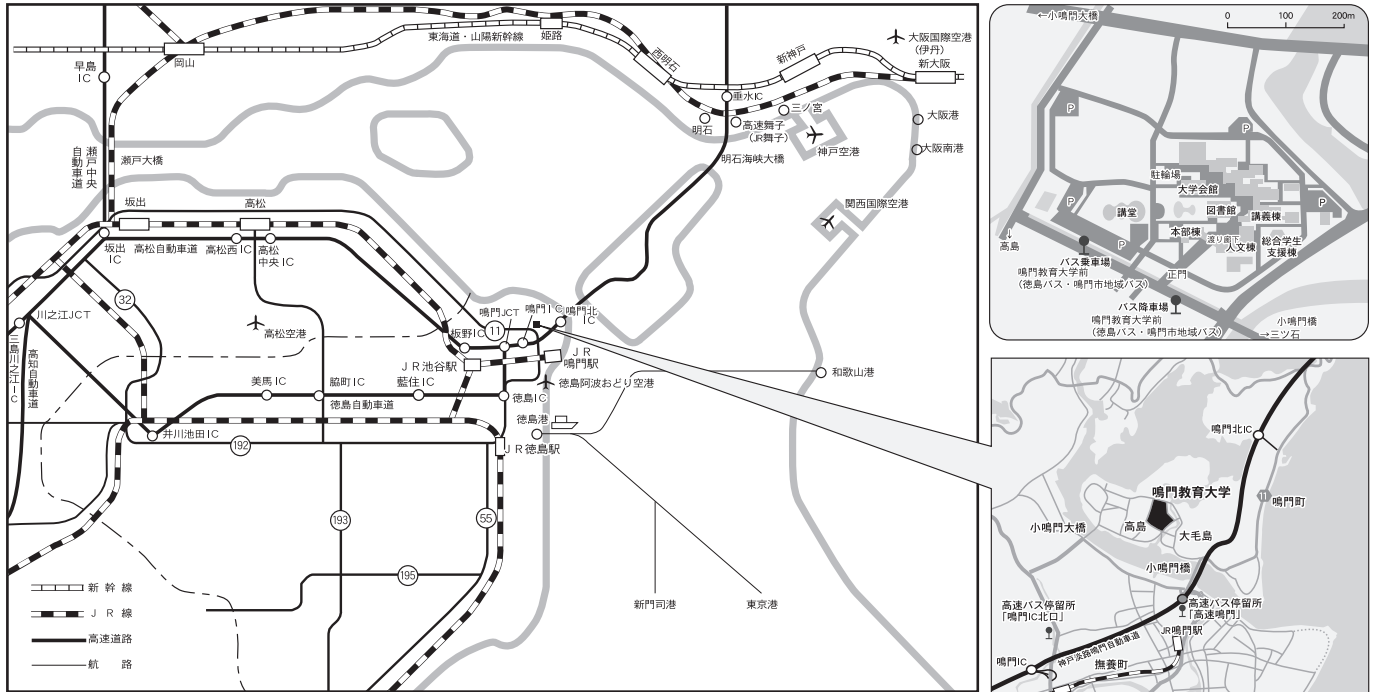 東海道・山陽新幹線
姫路
西明石
新神戸
大阪国際空港
(伊丹)
新大阪
岡山
早島
IC
垂水IC
三ノ宮
明石
高速舞子
(JR舞子)
神戸空港
大阪港
大阪南港
明石海峡大橋
瀬戸中央
自動車道
瀬戸大橋
関西国際空港
坂出
高松
坂出
IC
高松自動車道
高松西IC
高松
中央IC
32
川之江JCT
高松空港
鳴門JCT
鳴門IC
鳴門北
IC
板野IC
11
JR池谷駅
JR
鳴門駅
三島川之江IC
高知自動車道
美馬IC
脇町IC
藍住IC
徳島自動車道
徳島IC
徳島阿波おどり空港
和歌山港
徳島港
井川池田IC
192
JR徳島駅
193
55
195
新門司港
東京港
新幹線
JR線
高速道路
航路
←小鳴門大橋
0 100 200m
P
P
駐輪場
大学会館
P
P
講堂
図書館
講義棟
本部棟
渡り廊下
人文棟
総合学生
支援棟
P
↓
高島
バス乗車場
鳴門教育大学前
(徳島バス・鳴門市地域バス)
正門
バス降車場
鳴門教育大学前
(徳島バス・鳴門市地域バス)
小鳴門橋
→三ツ石
鳴門北IC
鳴門教育大学
11
鳴門町
小鳴門大橋
高島
大毛島
小鳴門橋
高速バス停留所
「鳴門IC北口」
高速バス停留所
「高速鳴門」
JR鳴門駅
神戸淡路鳴門自動車道
鳴門IC
撫養町